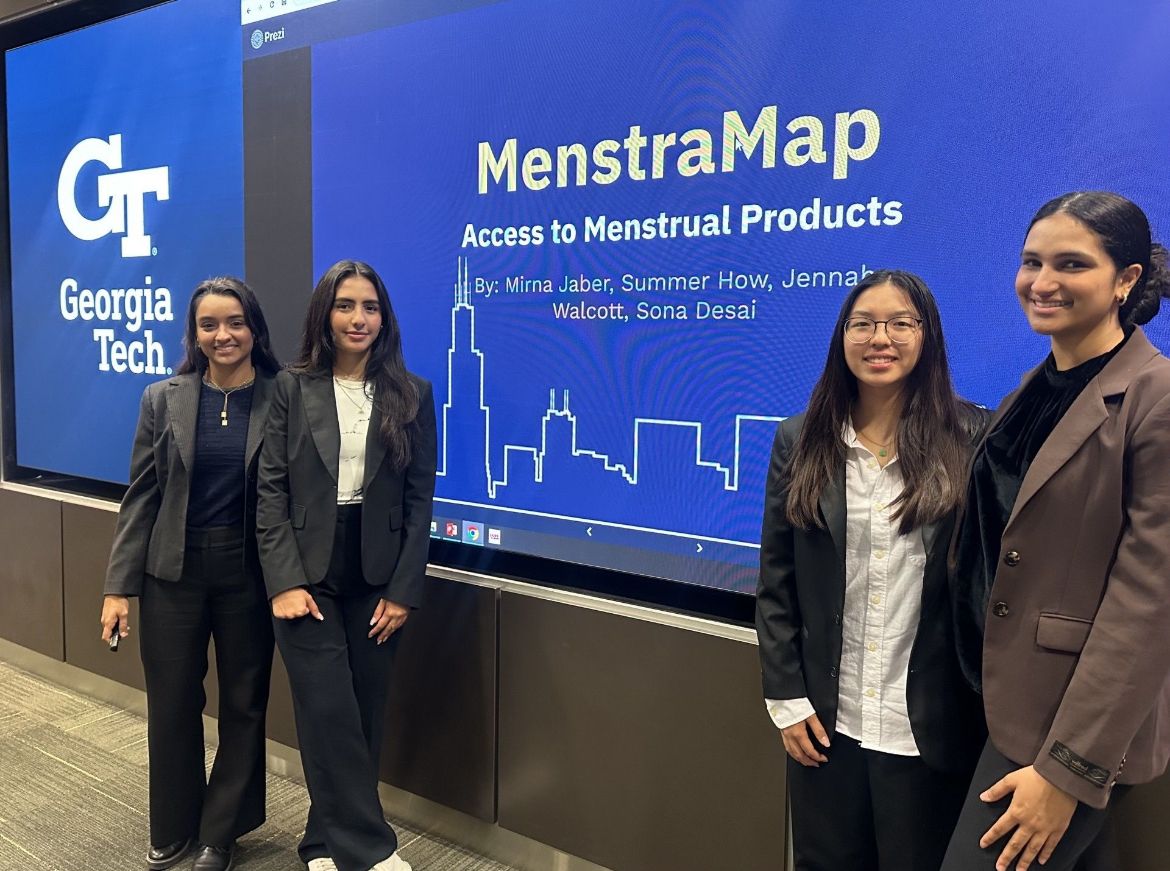 Prezi
GT
Georgia
Tech.
MenstraMap
Access to Menstrual Products
By: Mirna Jaber, Summer How, Jennah
Walcott, Sona Desai